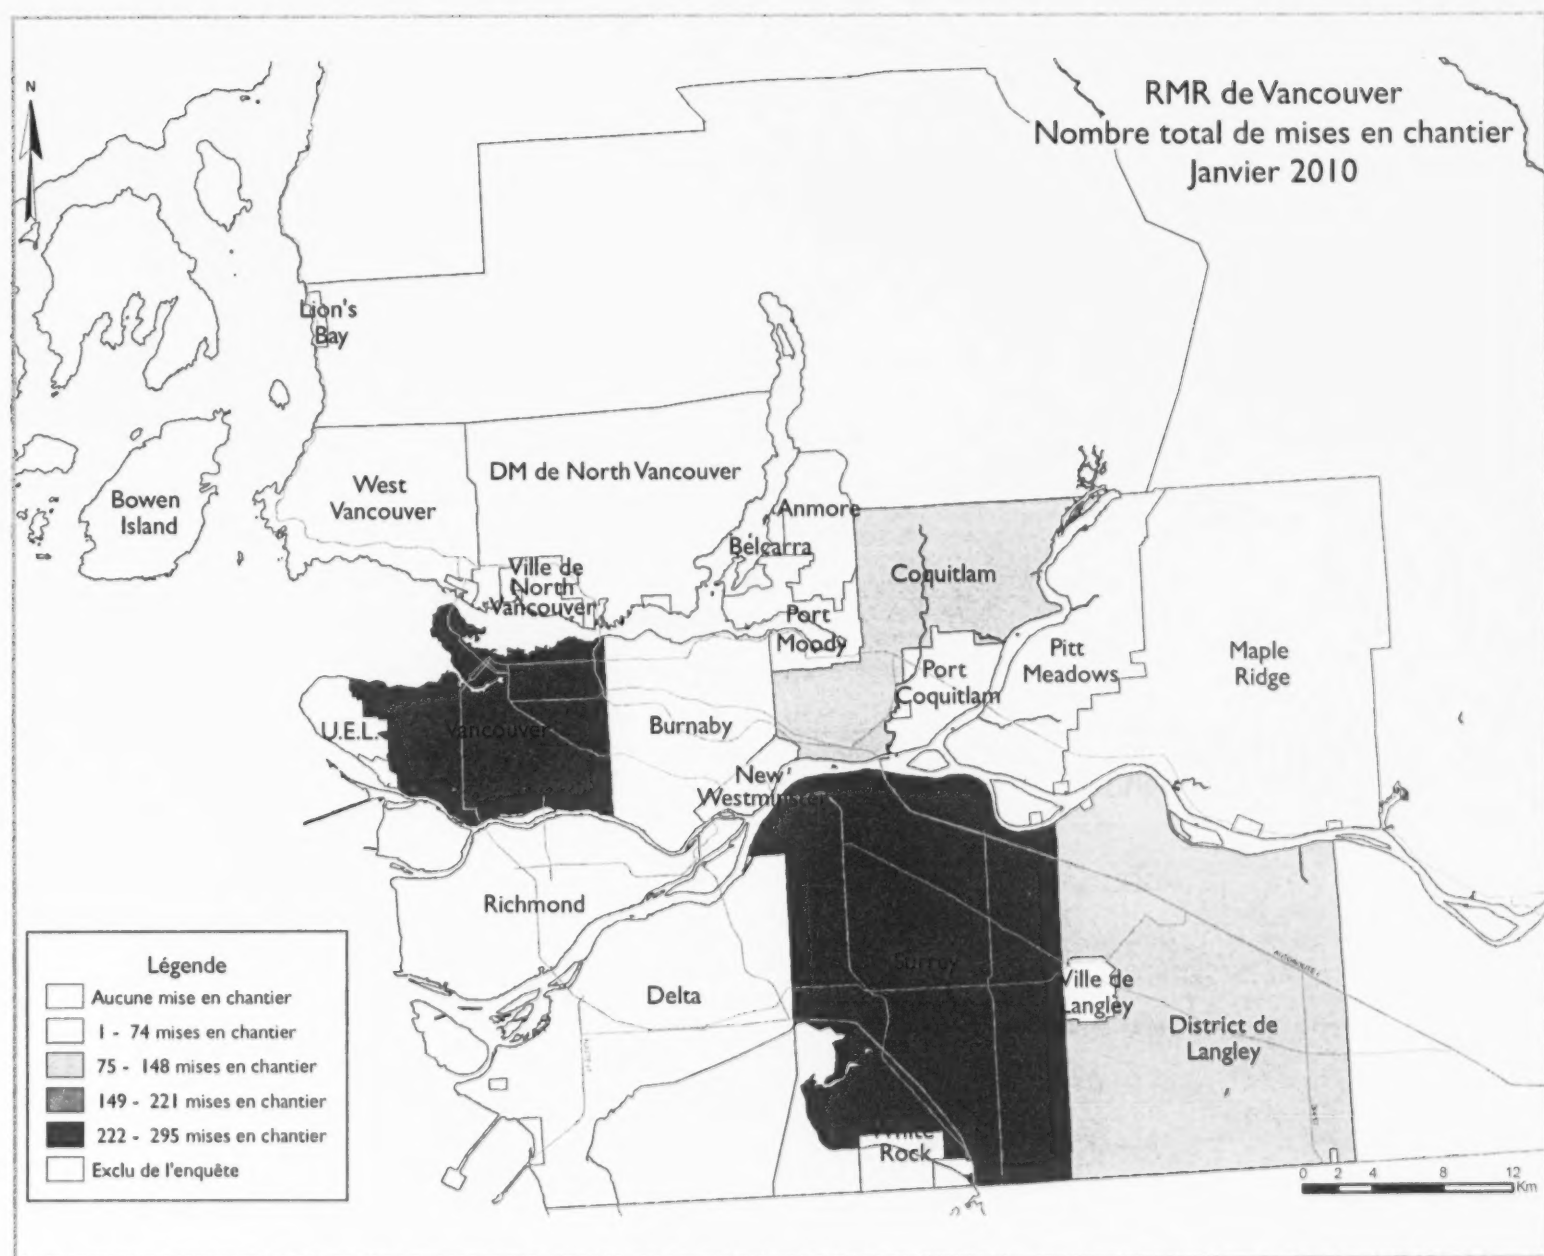 N
RMR de Vancouver
Nombre total de mises en chantier
Janvier 2010
Lion's
Bay
Bowen
Island
West
Vancouver
DM de North Vancouver
Anmore
Belcarra
Ville de
North
Vancouver
Port
Moody
Coquitlam
Port
Coquitlam
Pitt
Meadows
Maple
Ridge
U.E.L.
Vancouver
Burnaby
New
Westminster
Richmond
Delta
Surrey
Ville de
Langley
District de
Langley
White
Rock
Légende
Aucune mise en chantier
1 - 74 mises en chantier
75 - 148 mises en chantier
149 - 221 mises en chantier
222 - 295 mises en chantier
Exclu de l'enquête
0 2 4 8 12
Km